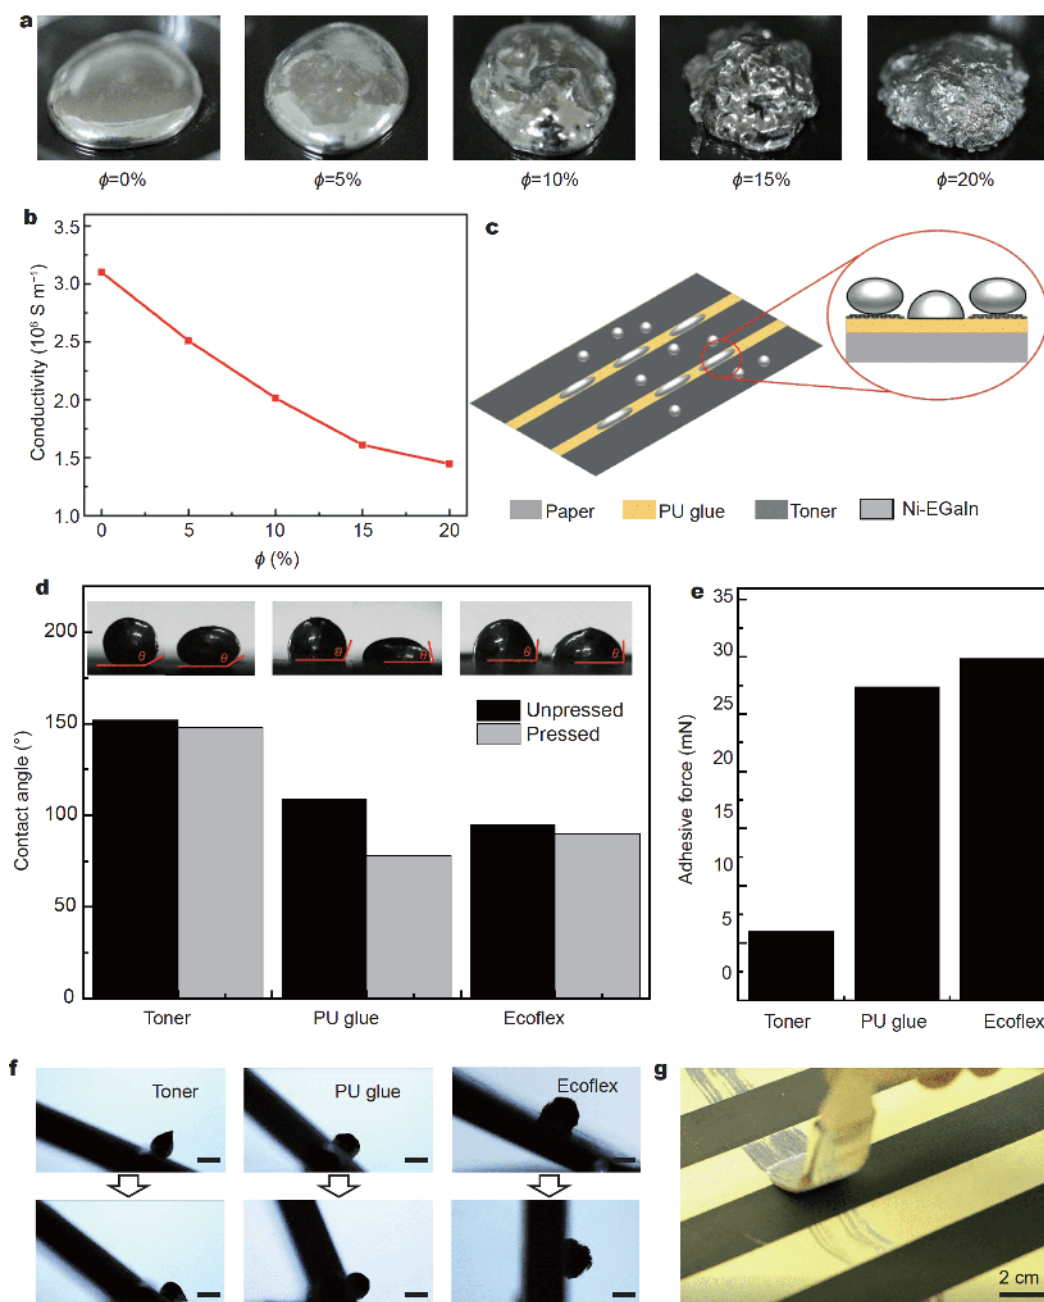 a
ϕ=0%
ϕ=5%
ϕ=10%
ϕ=15%
ϕ=20%
b
3.5
3.0
2.5
2.0
1.5
1.0
Conductivity (10⁶ S m⁻¹)
0
5
10
15
20
ϕ (%)
c
Paper
PU glue
Toner
Ni-EGaIn
d
200
150
100
50
0
Contact angle (°)
θ
θ
θ
θ
θ
θ
Unpressed
Pressed
Toner
PU glue
Ecoflex
e
35
30
25
20
15
10
5
0
Adhesive force (mN)
Toner
PU glue
Ecoflex
f
Toner
PU glue
Ecoflex
g
2 cm